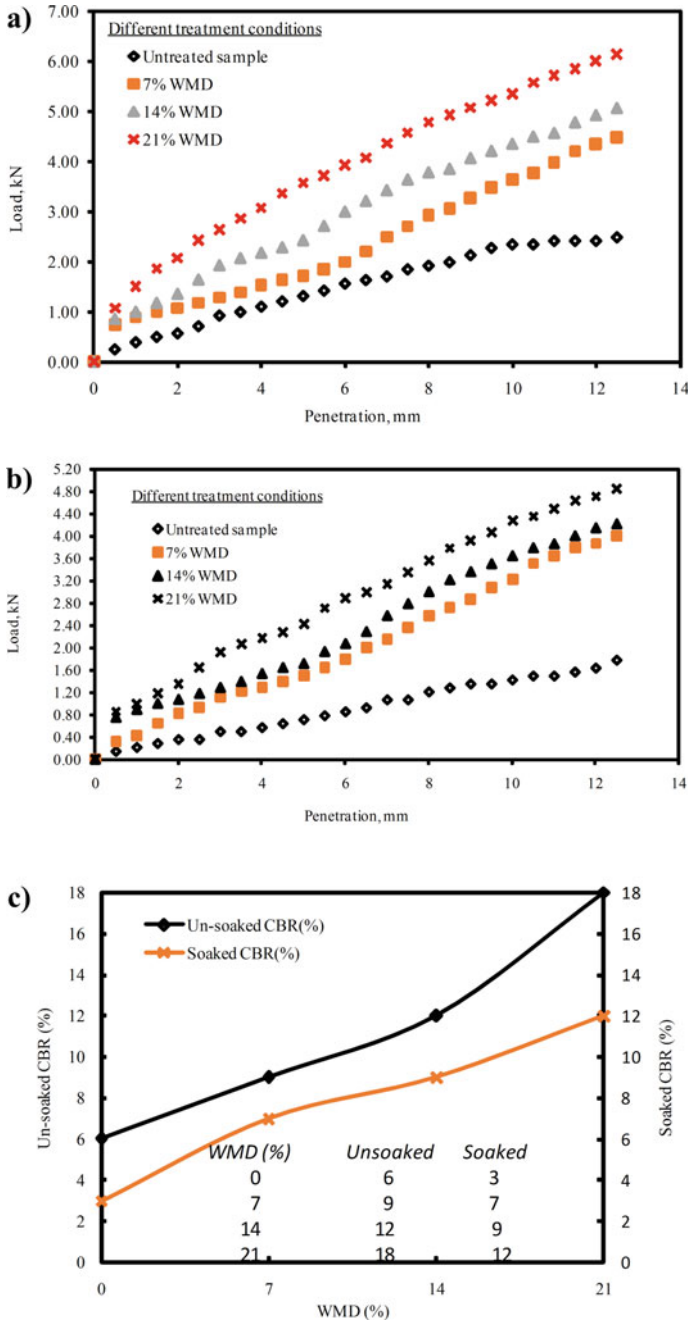 a)
7.00
6.00
5.00
4.00
3.00
2.00
1.00
0.00
Load, kN
Different treatment conditions
Untreated sample
7% WMD
14% WMD
21% WMD
0 2 4 6 8 10 12 14
Penetration, mm
b)
5.20
4.80
4.40
4.00
3.60
3.20
2.80
2.40
2.00
1.60
1.20
0.80
0.40
0.00
Load, kN
Different treatment conditions
Untreated sample
7% WMD
14% WMD
21% WMD
0 2 4 6 8 10 12 14
Penetration, mm
c)
18
16
14
12
10
8
6
4
2
0
Un-soaked CBR (%)
Un-soaked CBR(%)
Soaked CBR(%)
WMD (%) Unsoaked Soaked
0 6 3
7 9 7
14 12 9
21 18 12
18
16
14
12
10
8
6
4
2
0
Soaked CBR (%)
0 7 14 21
WMD (%)